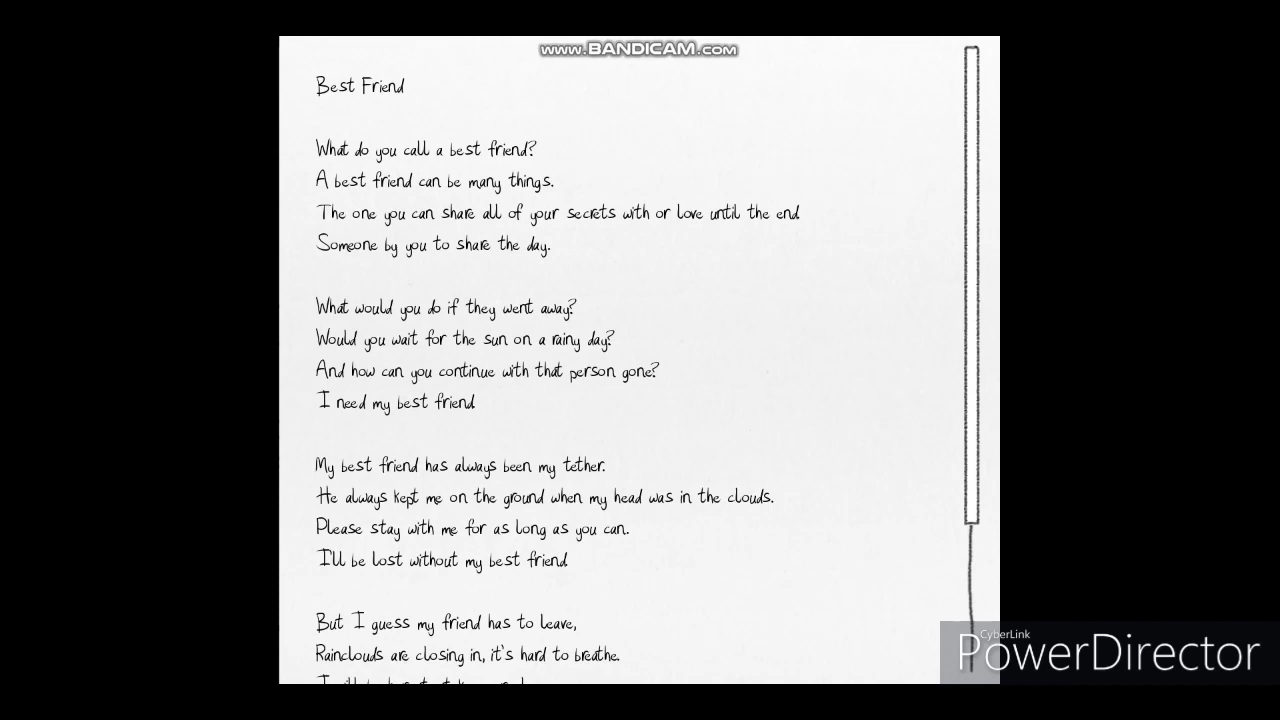 www.BANDICAM.com
Best Friend
What do you call a best friend?
A best friend can be many things.
The one you can share all of your secrets with or love until the end
Someone by you to share the day.
What would you do if they went away?
Would you wait for the sun on a rainy day?
And how can you continue with that person gone?
I need my best friend
My best friend has always been my tether.
He always kept me on the ground when my head was in the clouds.
Please stay with me for as long as you can.
I'll be lost without my best friend
But I guess my friend has to leave,
Rainclouds are closing in, it's hard to breathe.
CyberLink
PowerDirector